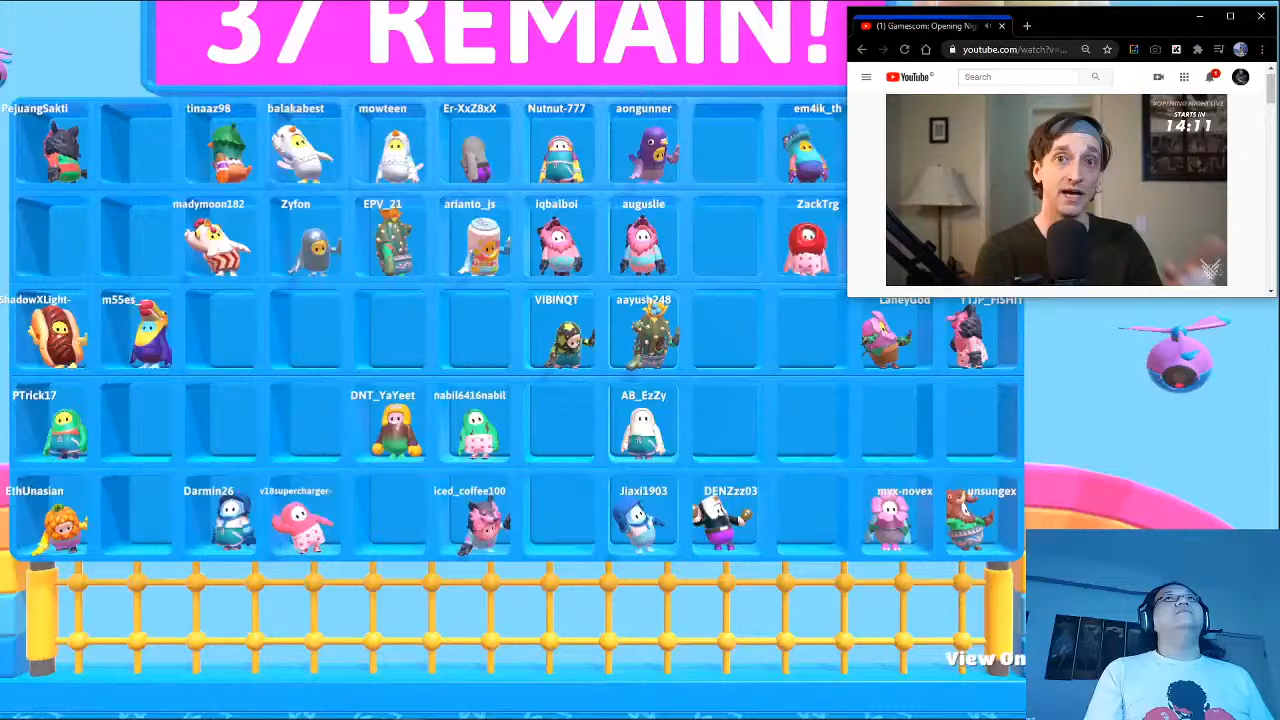 37 REMAIN!
PejuangSakti tinaaz98 balakabest mowteen Er-XxZ8xX Nutnut-777 aongunner em4ik_th
madymoon182 Zyfon EPV_21 arianto_js iqbalboi auguslie ZackTrg
ShadowXLight- m55es_ VIBINQT aayush248 LaneyGod
PTrick17 DNT_YaYeet nabil6416nabil AB_EzZy
EthUnasian Darmin26 v18supercharger- iced_coffee100 Jiaxi1903 DENZzz03 mvx-novex unsungex
View On
(1) Gamescom: Opening Nig
youtube.com/watch?v=...
YouTube
Search
#OPENING NIGHT LIVE
STARTS IN
14:11